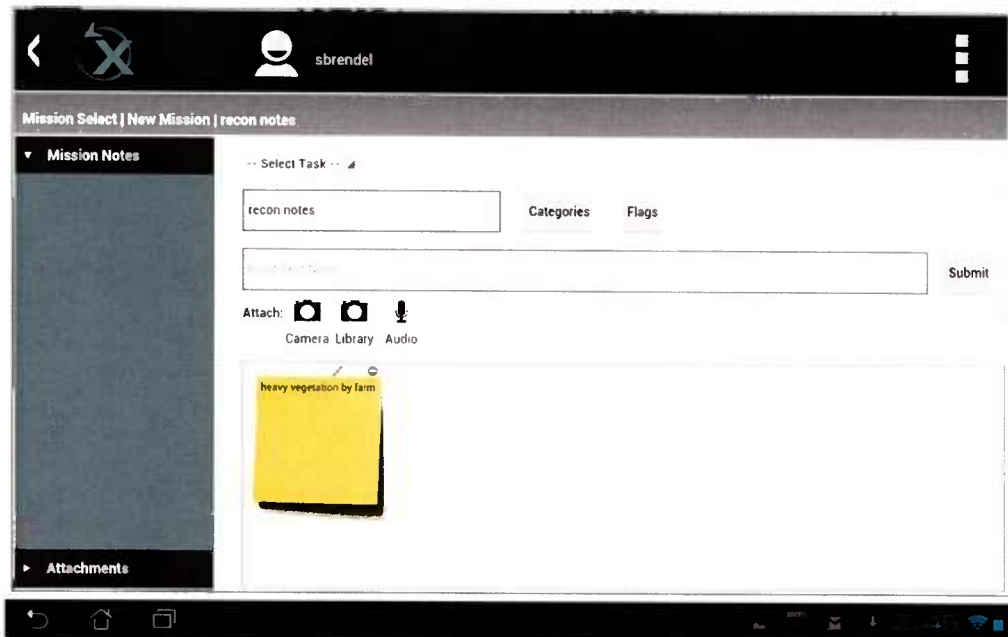 sbrendel
Mission Select | New Mission | recon notes
Mission Notes
-- Select Task --
recon notes
Categories
Flags
Submit
Attach:
Camera
Library
Audio
heavy vegetation by farm
Attachments